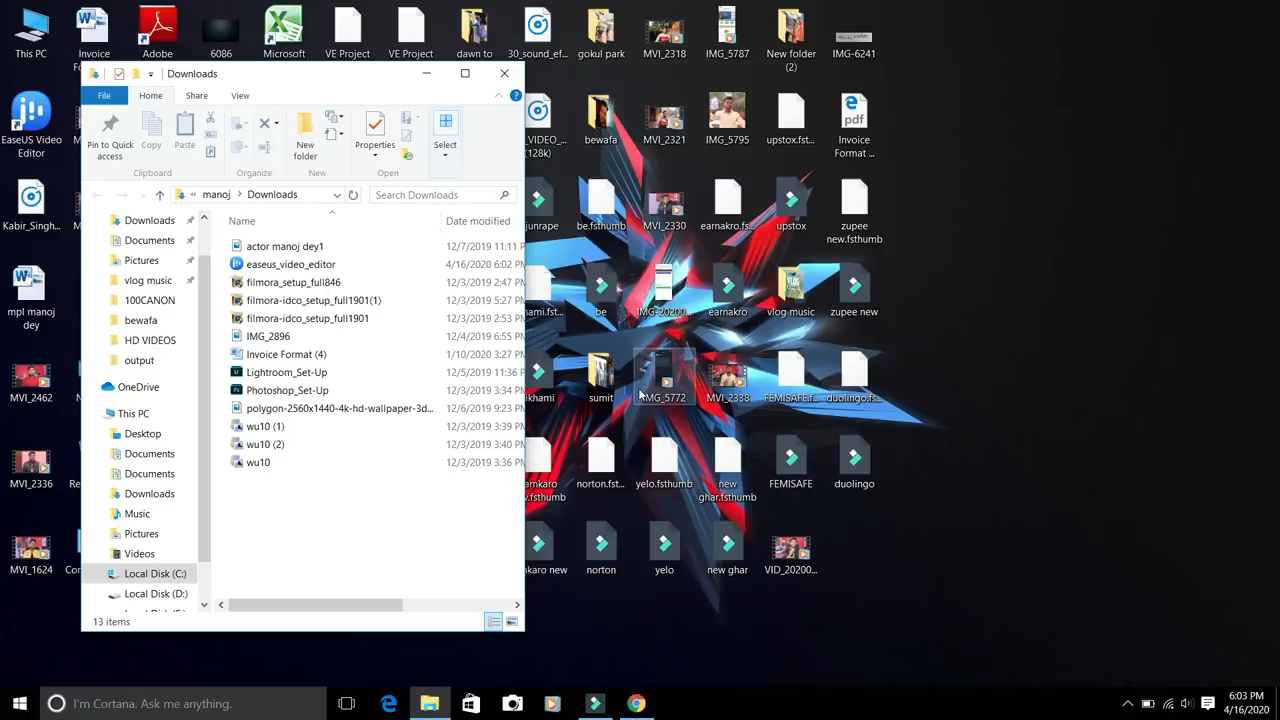 This PC
Invoice
Format ...
Adobe
6086
Microsoft
VE Project
VE Project
dawn to
30_sound_ef...
gokul park
MVI_2318
IMG_5787
New folder
(2)
IMG-6241
Downloads
File
Home
Share
View
Pin to Quick
access
Copy
Paste
New
folder
Properties
Select
Clipboard
Organize
New
Open
« manoj > Downloads
Search Downloads
Name
Date modified
Downloads
Documents
Pictures
vlog music
100CANON
bewafa
HD VIDEOS
output
OneDrive
This PC
Desktop
Documents
Documents
Downloads
Music
Pictures
Videos
Local Disk (C:)
Local Disk (D:)
actor manoj dey1 12/7/2019 11:11 P
easeus_video_editor 4/16/2020 6:02 P
filmora_setup_full846 12/3/2019 2:47 P
filmora-idco_setup_full1901(1) 12/3/2019 5:27 P
filmora-idco_setup_full1901 12/3/2019 2:53 P
IMG_2896 12/4/2019 6:55 P
Invoice Format (4) 1/10/2020 3:27 P
Lightroom_Set-Up 12/5/2019 11:36 P
Photoshop_Set-Up 12/3/2019 3:34 P
polygon-2560x1440-4k-hd-wallpaper-3d... 12/6/2019 9:23 P
wu10 (1) 12/3/2019 3:39 P
wu10 (2) 12/3/2019 3:40 P
wu10 12/3/2019 3:36 P
13 items
EaseUS Video
Editor
Kabir_Singh...
mpl manoj
dey
MVI_2462
MVI_2336
MVI_1624
_VIDEO_...
(128k)
bewafa
MVI_2321
IMG_5795
upstox.fst...
Invoice
Format ...
junrape
be.fsthumb
MVI_2330
earnakro.fs...
upstox
zupee
new.fsthumb
hami.fst...
be
IMG-20200...
earnakro
vlog music
zupee new
ikhami
sumit
IMG_5772
MVI_2338
FEMISAFE.f...
duolingo.fs...
norton.fst...
yelo.fsthumb
new
ghar.fsthumb
FEMISAFE
duolingo
nkaro new
norton
yelo
new ghar
VID_20200...
I'm Cortana. Ask me anything.
6:03 PM
4/16/2020